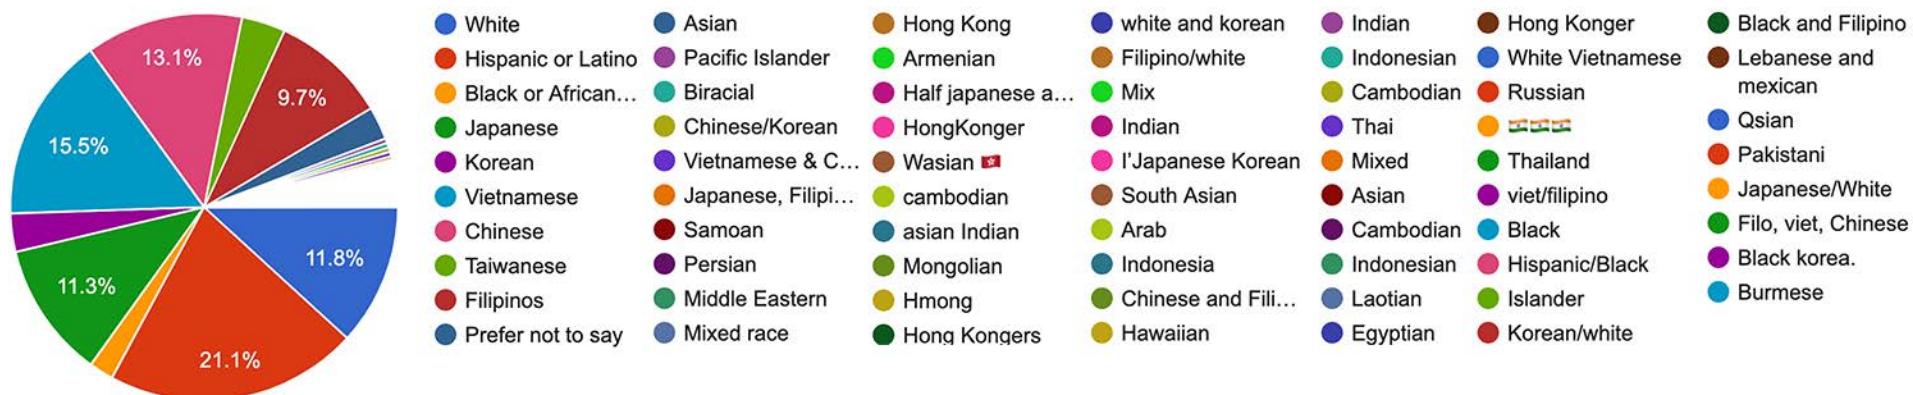 13.1%
9.7%
15.5%
11.8%
11.3%
21.1%
White
Hispanic or Latino
Black or African…
Japanese
Korean
Vietnamese
Chinese
Taiwanese
Filipinos
Prefer not to say
Asian
Pacific Islander
Biracial
Chinese/Korean
Vietnamese & C…
Japanese, Filipi…
Samoan
Persian
Middle Eastern
Mixed race
Hong Kong
Armenian
Half japanese a…
HongKonger
Wasian 🇭🇰
cambodian
asian Indian
Mongolian
Hmong
Hong Kongers
white and korean
Filipino/white
Mix
Indian
I'Japanese Korean
South Asian
Arab
Indonesia
Chinese and Fili…
Hawaiian
Indian
Indonesian
Cambodian
Thai
Mixed
Asian
Cambodian
Indonesian
Laotian
Egyptian
Hong Konger
White Vietnamese
Russian
🇮🇳🇮🇳🇮🇳
Thailand
viet/filipino
Black
Hispanic/Black
Islander
Korean/white
Black and Filipino
Lebanese and
mexican
Qsian
Pakistani
Japanese/White
Filo, viet, Chinese
Black korea.
Burmese